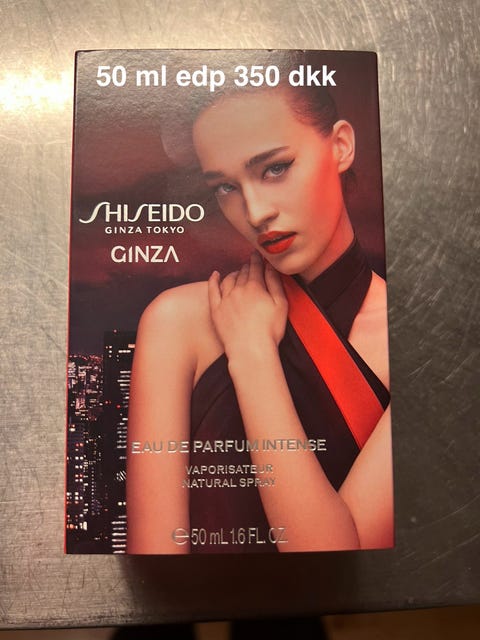 50 ml edp 350 dkk
SHISEIDO
GINZA TOKYO
GINZA
EAU DE PARFUM INTENSE
VAPORISATEUR
NATURAL SPRAY
℮ 50 mL 1.6 FL. OZ.